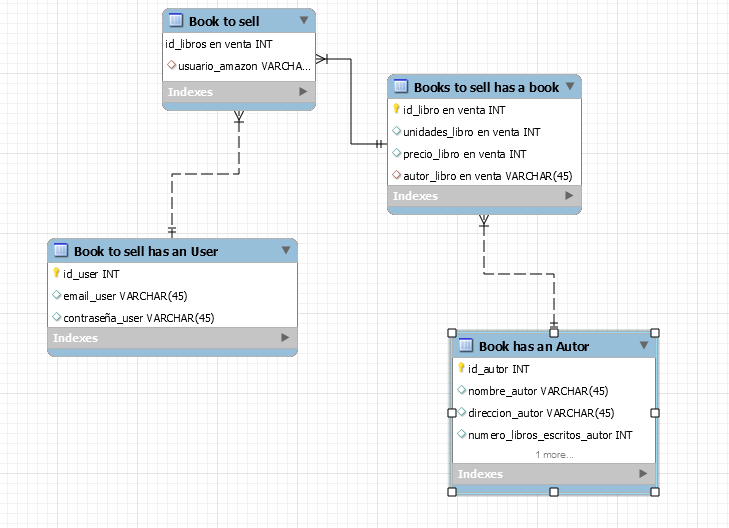 Book to sell
id_libros en venta INT
usuario_amazon VARCHA...
Indexes
Books to sell has a book
id_libro en venta INT
unidades_libro en venta INT
precio_libro en venta INT
autor_libro en venta VARCHAR(45)
Indexes
Book to sell has an User
id_user INT
email_user VARCHAR(45)
contraseña_user VARCHAR(45)
Indexes
Book has an Autor
id_autor INT
nombre_autor VARCHAR(45)
direccion_autor VARCHAR(45)
numero_libros_escritos_autor INT
1 more...
Indexes